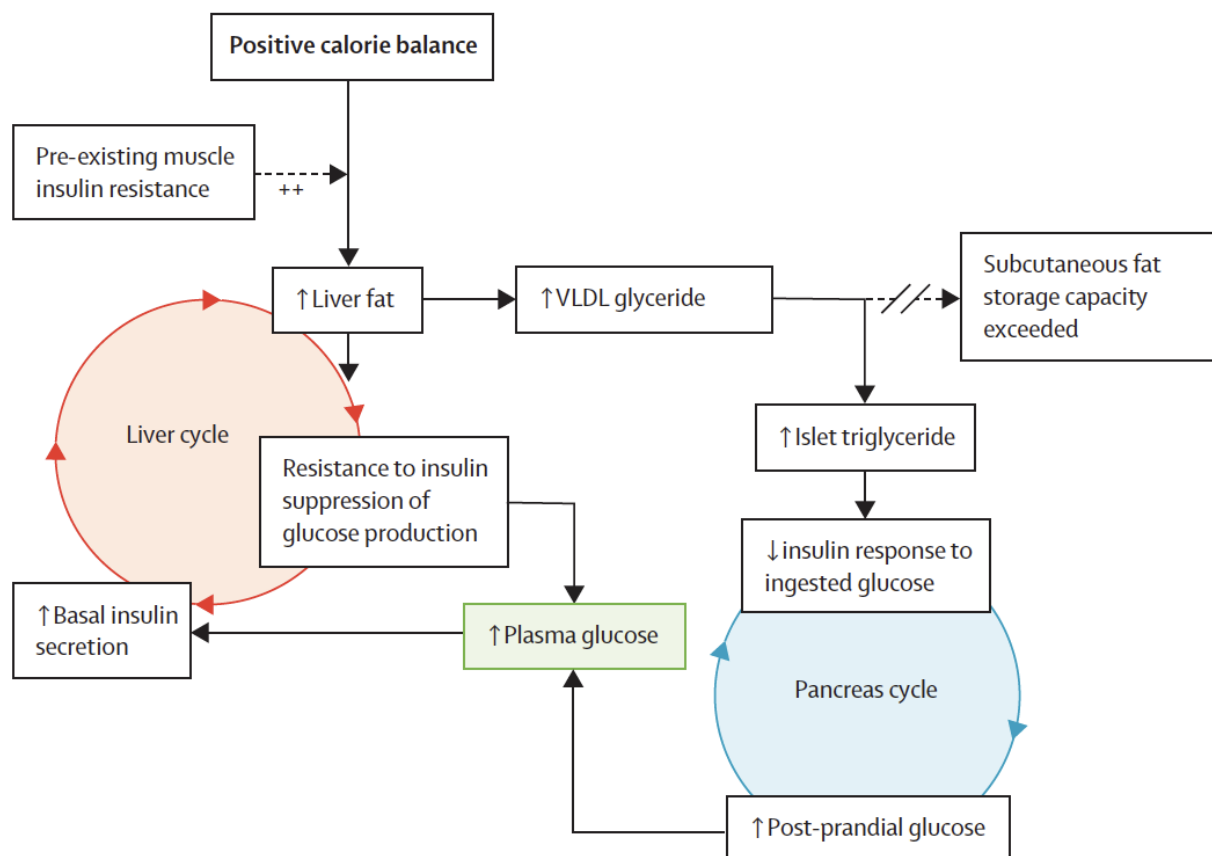 Positive calorie balance
Pre-existing muscle
insulin resistance
++
↑Liver fat
↑VLDL glyceride
Subcutaneous fat
storage capacity
exceeded
Liver cycle
↑Islet triglyceride
Resistance to insulin
suppression of
glucose production
↓insulin response to
ingested glucose
↑Basal insulin
secretion
↑Plasma glucose
Pancreas cycle
↑Post-prandial glucose